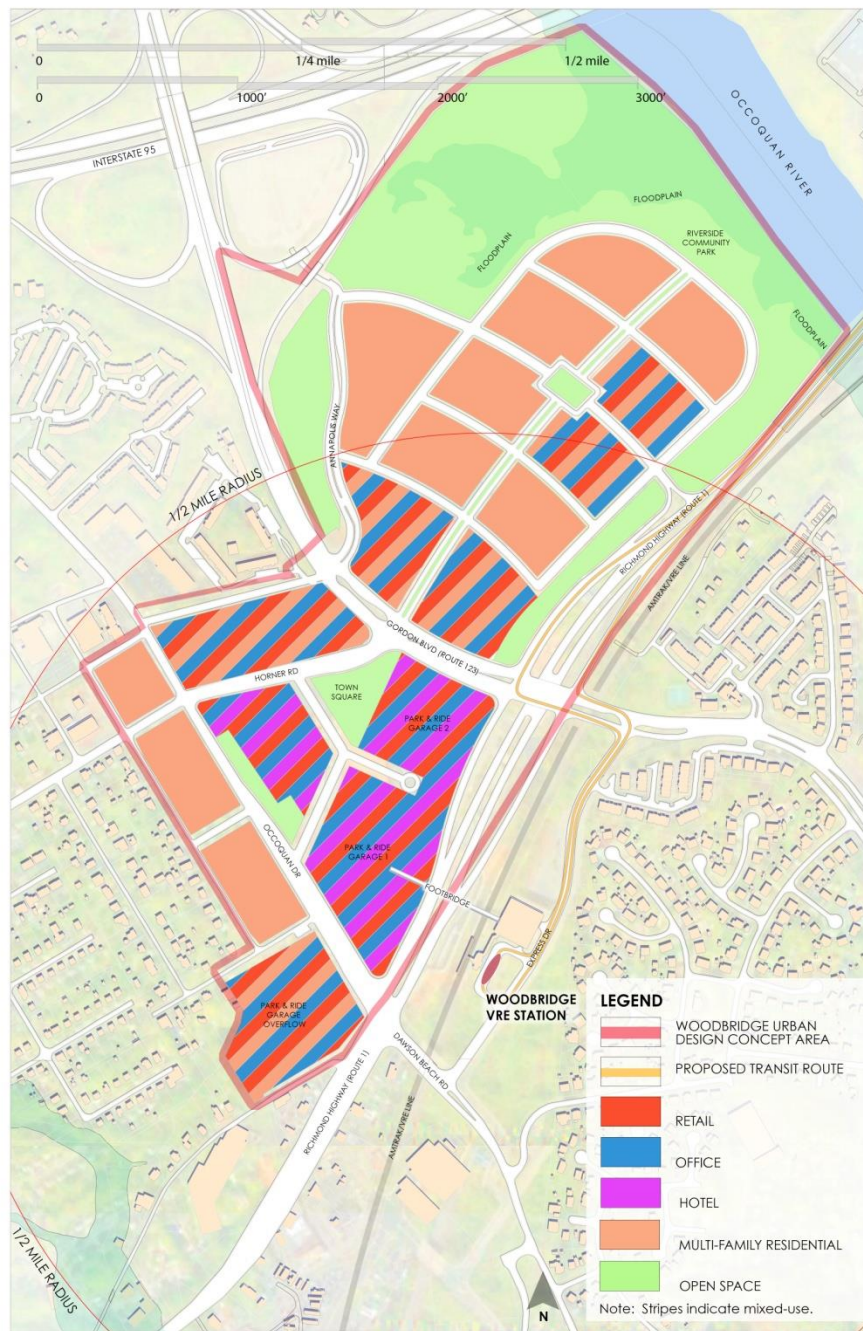 0
1/4 mile
1/2 mile
0
1000'
2000'
3000'
INTERSTATE 95
OCCOQUAN RIVER
FLOODPLAIN
FLOODPLAIN
RIVERSIDE
COMMUNITY
PARK
FLOODPLAIN
ANNAPOLIS WAY
1/2 MILE RADIUS
RICHMOND HIGHWAY (ROUTE 1)
AMTRAK/VRE LINE
GORDON BLVD (ROUTE 123)
HORNER RD
TOWN
SQUARE
PARK & RIDE
GARAGE 2
OCCOQUAN DR
PARK & RIDE
GARAGE 1
FOOTBRIDGE
EXPRESS DR
WOODBRIDGE
VRE STATION
PARK & RIDE
GARAGE
OVERFLOW
DAWSON BEACH RD
RICHMOND HIGHWAY (ROUTE 1)
AMTRAK/VRE LINE
1/2 MILE RADIUS
N
LEGEND
WOODBRIDGE URBAN
DESIGN CONCEPT AREA
PROPOSED TRANSIT ROUTE
RETAIL
OFFICE
HOTEL
MULTI-FAMILY RESIDENTIAL
OPEN SPACE
Note: Stripes indicate mixed-use.